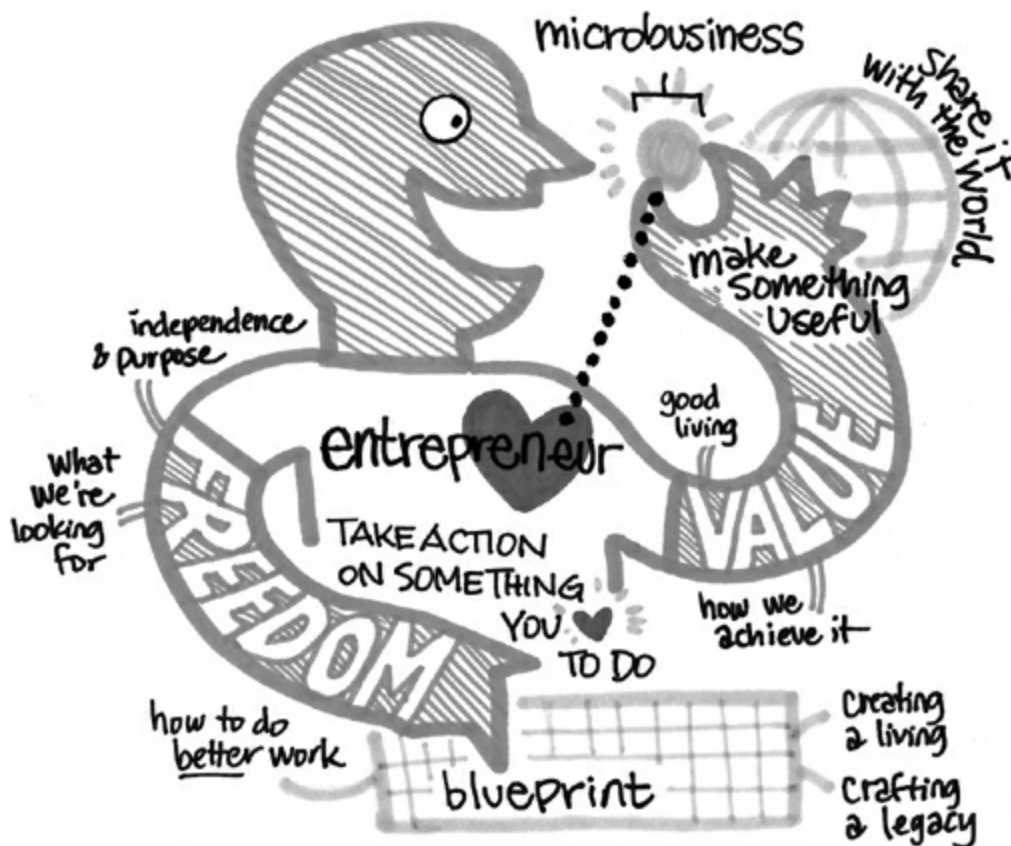 microbusiness
share it
with the world
make
something
useful
independence
& purpose
good
living
entrepreneur
What
we're
looking
for
FREEDOM
VALUE
TAKE ACTION
ON SOMETHING
YOU
TO DO
how we
achieve it
how to do
better work
blueprint
creating
a living
crafting
a legacy